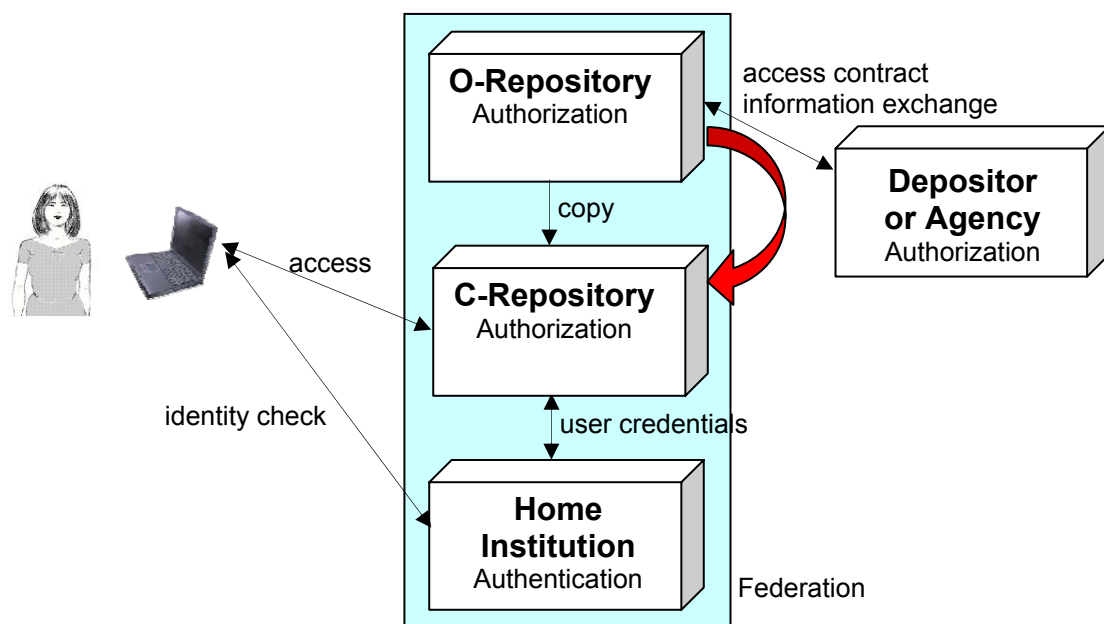 O-Repository
Authorization
access contract
information exchange
Depositor
or Agency
Authorization
copy
access
C-Repository
Authorization
identity check
user credentials
Home
Institution
Authentication
Federation